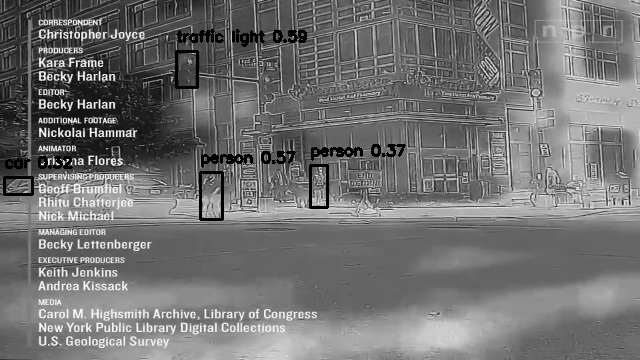 CORRESPONDENT
Christopher Joyce
PRODUCERS
Kara Frame
Becky Harlan
EDITOR
Becky Harlan
ADDITIONAL FOOTAGE
Nickolai Hammar
ANIMATOR
Flores
SUPERVISING PRODUCERS
Geoff Brumfiel
Rhitu Chatterjee
Nick Michael
MANAGING EDITOR
Becky Lettenberger
EXECUTIVE PRODUCERS
Keith Jenkins
Andrea Kissack
MEDIA
Carol M. Highsmith Archive, Library of Congress
New York Public Library Digital Collections
U.S. Geological Survey
traffic light 0.59
person 0.57
person 0.37
car
n p r